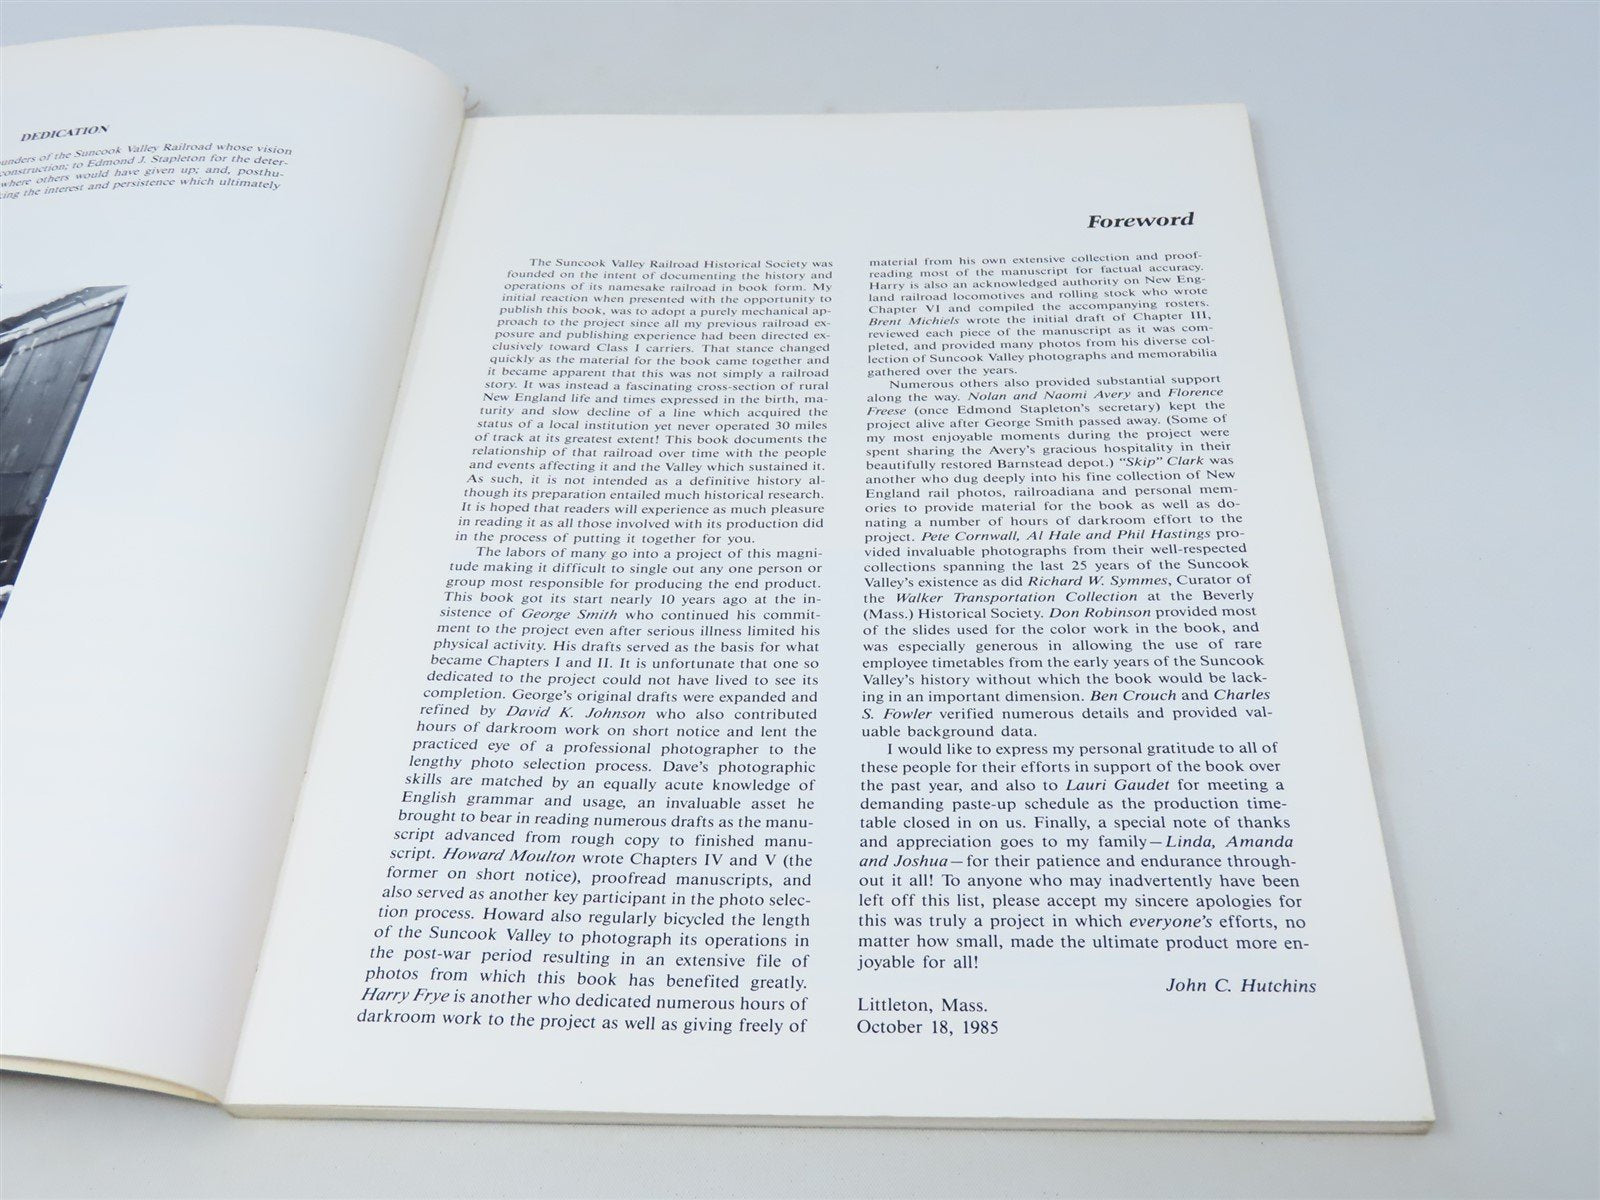 DEDICATION
unders of the Suncook Valley Railroad whose vision
construction; to Edmond J. Stapleton for the deter-
where others would have given up; and, posthu-
king the interest and persistence which ultimately
Foreword
The Suncook Valley Railroad Historical Society was
founded on the intent of documenting the history and
operations of its namesake railroad in book form. My
initial reaction when presented with the opportunity to
publish this book, was to adopt a purely mechanical ap-
proach to the project since all my previous railroad ex-
posure and publishing experience had been directed ex-
clusively toward Class I carriers. That stance changed
quickly as the material for the book came together and
it became apparent that this was not simply a railroad
story. It was instead a fascinating cross-section of rural
New England life and times expressed in the birth, ma-
turity and slow decline of a line which acquired the
status of a local institution yet never operated 30 miles
of track at its greatest extent! This book documents the
relationship of that railroad over time with the people
and events affecting it and the Valley which sustained it.
As such, it is not intended as a definitive history al-
though its preparation entailed much historical research.
It is hoped that readers will experience as much pleasure
in reading it as all those involved with its production did
in the process of putting it together for you.
The labors of many go into a project of this magni-
tude making it difficult to single out any one person or
group most responsible for producing the end product.
This book got its start nearly 10 years ago at the in-
sistence of George Smith who continued his commit-
ment to the project even after serious illness limited his
physical activity. His drafts served as the basis for what
became Chapters I and II. It is unfortunate that one so
dedicated to the project could not have lived to see its
completion. George's original drafts were expanded and
refined by David K. Johnson who also contributed
hours of darkroom work on short notice and lent the
practiced eye of a professional photographer to the
lengthy photo selection process. Dave's photographic
skills are matched by an equally acute knowledge of
English grammar and usage, an invaluable asset he
brought to bear in reading numerous drafts as the manu-
script advanced from rough copy to finished manu-
script. Howard Moulton wrote Chapters IV and V (the
former on short notice), proofread manuscripts, and
also served as another key participant in the photo selec-
tion process. Howard also regularly bicycled the length
of the Suncook Valley to photograph its operations in
the post-war period resulting in an extensive file of
photos from which this book has benefited greatly.
Harry Frye is another who dedicated numerous hours of
darkroom work to the project as well as giving freely of
material from his own extensive collection and proof-
reading most of the manuscript for factual accuracy.
Harry is also an acknowledged authority on New Eng-
land railroad locomotives and rolling stock who wrote
Chapter VI and compiled the accompanying rosters.
Brent Michiels wrote the initial draft of Chapter III,
reviewed each piece of the manuscript as it was com-
pleted, and provided many photos from his diverse col-
lection of Suncook Valley photographs and memorabilia
gathered over the years.
Numerous others also provided substantial support
along the way. Nolan and Naomi Avery and Florence
Freese (once Edmond Stapleton's secretary) kept the
project alive after George Smith passed away. (Some of
my most enjoyable moments during the project were
spent sharing the Avery's gracious hospitality in their
beautifully restored Barnstead depot.) "Skip" Clark was
another who dug deeply into his fine collection of New
England rail photos, railroadiana and personal mem-
ories to provide material for the book as well as do-
nating a number of hours of darkroom effort to the
project. Pete Cornwall, Al Hale and Phil Hastings pro-
vided invaluable photographs from their well-respected
collections spanning the last 25 years of the Suncook
Valley's existence as did Richard W. Symmes, Curator of
the Walker Transportation Collection at the Beverly
(Mass.) Historical Society. Don Robinson provided most
of the slides used for the color work in the book, and
was especially generous in allowing the use of rare
employee timetables from the early years of the Suncook
Valley's history without which the book would be lack-
ing in an important dimension. Ben Crouch and Charles
S. Fowler verified numerous details and provided val-
uable background data.
I would like to express my personal gratitude to all of
these people for their efforts in support of the book over
the past year, and also to Lauri Gaudet for meeting a
demanding paste-up schedule as the production time-
table closed in on us. Finally, a special note of thanks
and appreciation goes to my family—Linda, Amanda
and Joshua—for their patience and endurance through-
out it all! To anyone who may inadvertently have been
left off this list, please accept my sincere apologies for
this was truly a project in which everyone's efforts, no
matter how small, made the ultimate product more en-
joyable for all!
John C. Hutchins
Littleton, Mass.
October 18, 1985